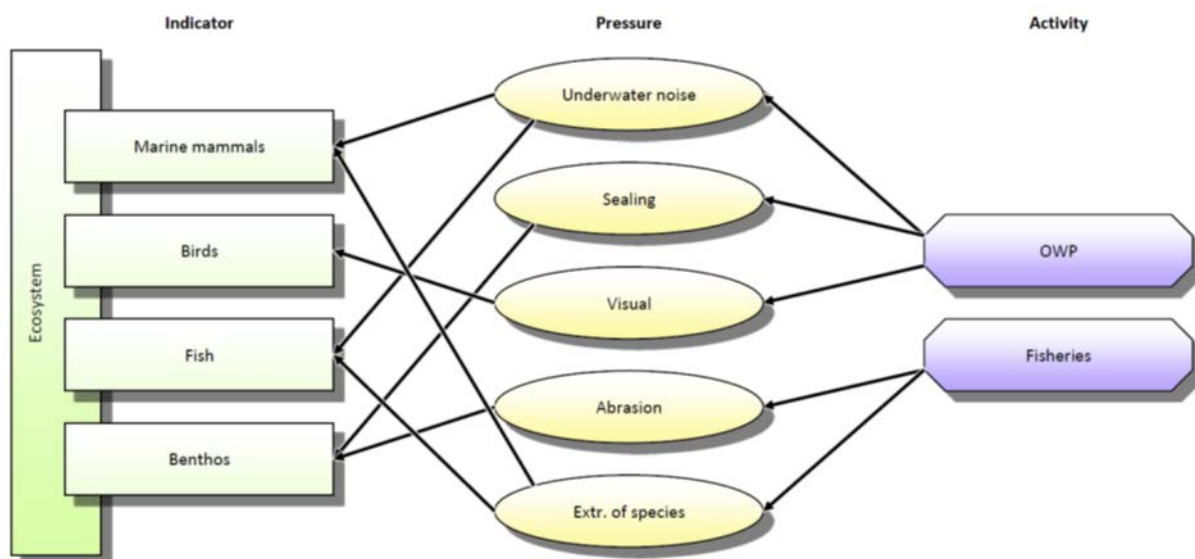 Indicator
Pressure
Activity
Ecosystem
Marine mammals
Birds
Fish
Benthos
Underwater noise
Sealing
Visual
Abrasion
Extr. of species
OWP
Fisheries